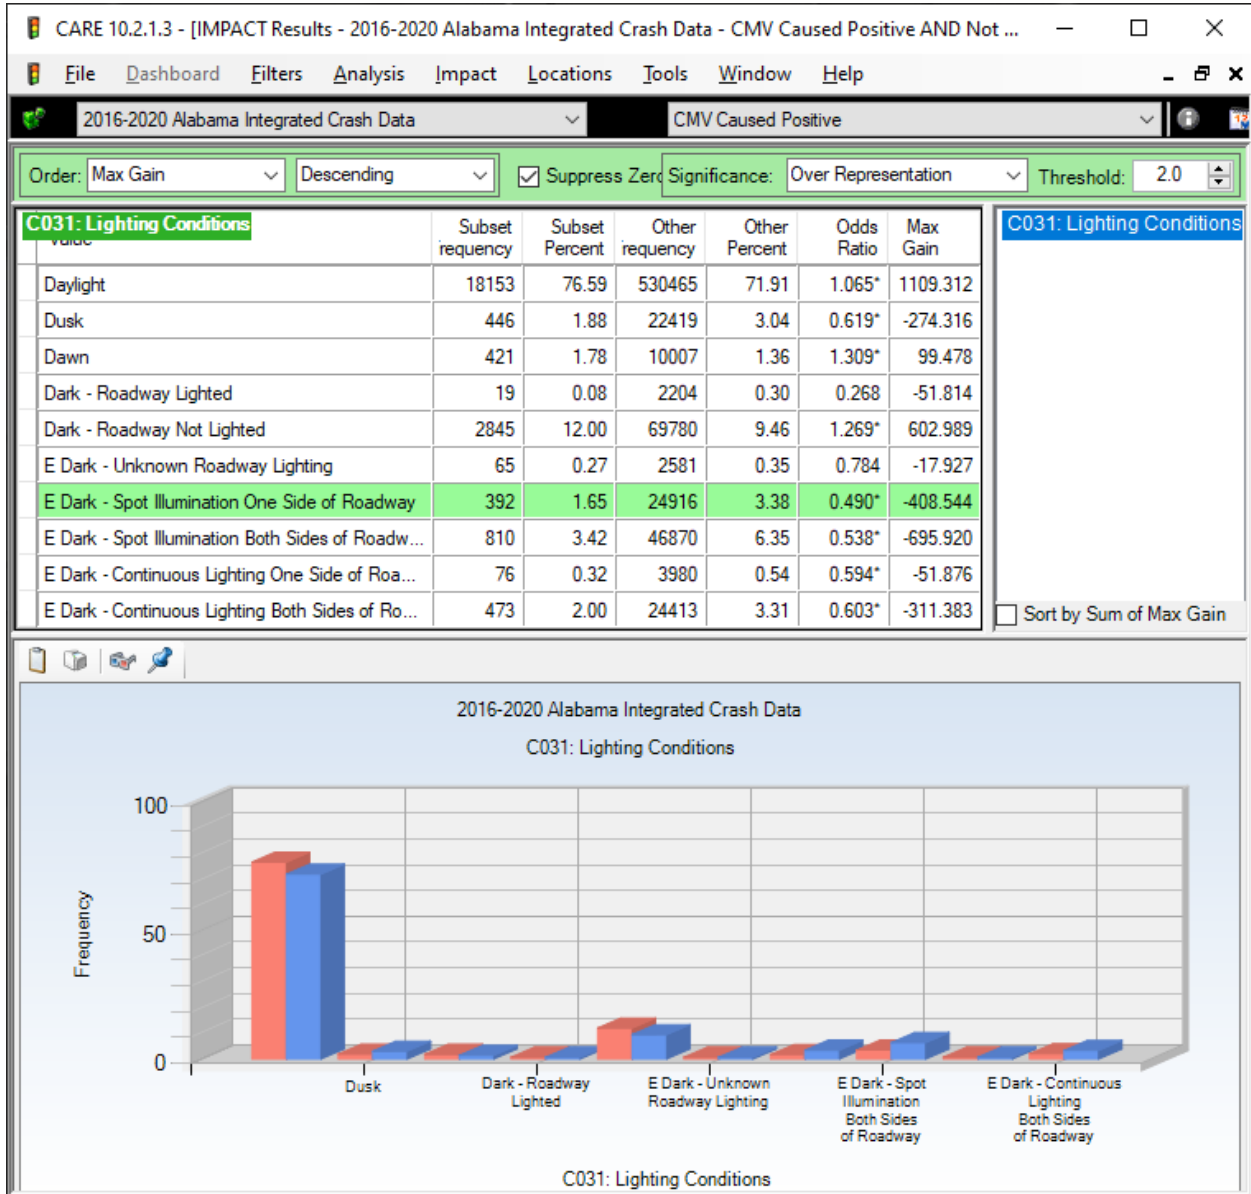 CARE 10.2.1.3 - [IMPACT Results - 2016-2020 Alabama Integrated Crash Data - CMV Caused Positive AND Not ...
File Dashboard Filters Analysis Impact Locations Tools Window Help
2016-2020 Alabama Integrated Crash Data CMV Caused Positive
Order: Max Gain Descending Suppress Zero Significance: Over Representation Threshold: 2.0
C031: Lighting Conditions Subset Subset Other Other Odds Max C031: Lighting Conditions
requency Percent requency Percent Ratio Gain
Daylight 18153 76.59 530465 71.91 1.065* 1109.312
Dusk 446 1.88 22419 3.04 0.619* -274.316
Dawn 421 1.78 10007 1.36 1.309* 99.478
Dark - Roadway Lighted 19 0.08 2204 0.30 0.268 -51.814
Dark - Roadway Not Lighted 2845 12.00 69780 9.46 1.269* 602.989
E Dark - Unknown Roadway Lighting 65 0.27 2581 0.35 0.784 -17.927
E Dark - Spot Illumination One Side of Roadway 392 1.65 24916 3.38 0.490* -408.544
E Dark - Spot Illumination Both Sides of Roadw... 810 3.42 46870 6.35 0.538* -695.920
E Dark - Continuous Lighting One Side of Roa... 76 0.32 3980 0.54 0.594* -51.876
E Dark - Continuous Lighting Both Sides of Ro... 473 2.00 24413 3.31 0.603* -311.383
Sort by Sum of Max Gain
2016-2020 Alabama Integrated Crash Data
C031: Lighting Conditions
100
50
0
Frequency
Dusk
Dark - Roadway
Lighted
E Dark - Unknown
Roadway Lighting
E Dark - Spot
Illumination
Both Sides
of Roadway
E Dark - Continuous
Lighting
Both Sides
of Roadway
C031: Lighting Conditions